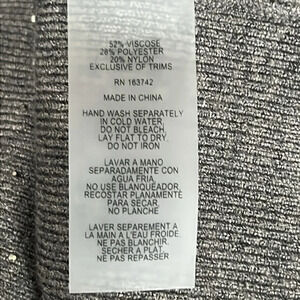 52% VISCOSE
28% POLYESTER
20% NYLON
EXCLUSIVE OF TRIMS
RN 163742
MADE IN CHINA
HAND WASH SEPARATELY
IN COLD WATER,
DO NOT BLEACH,
LAY FLAT TO DRY,
DO NOT IRON
LAVAR A MANO
SEPARADAMENTE CON
AGUA FRIA,
NO USE BLANQUEADOR,
RECOSTAR PLANAMENTE
PARA SECAR,
NO PLANCHE
LAVER SEPAREMENT A
LA MAIN A L'EAU FROIDE,
NE PAS BLANCHIR,
SECHER A PLAT,
NE PAS REPASSER